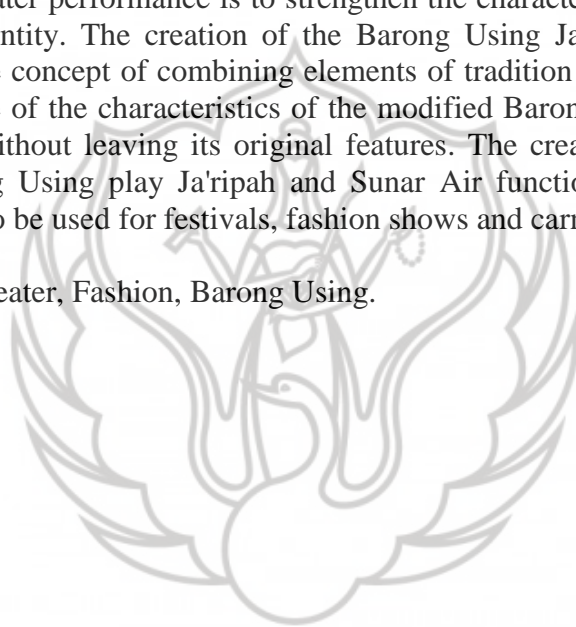 ater performance is to strengthen the characte
ntity. The creation of the Barong Using Ja
concept of combining elements of tradition
of the characteristics of the modified Baron
ithout leaving its original features. The crea
g Using play Ja'ripah and Sunar Air functio
o be used for festivals, fashion shows and carn
eater, Fashion, Barong Using.